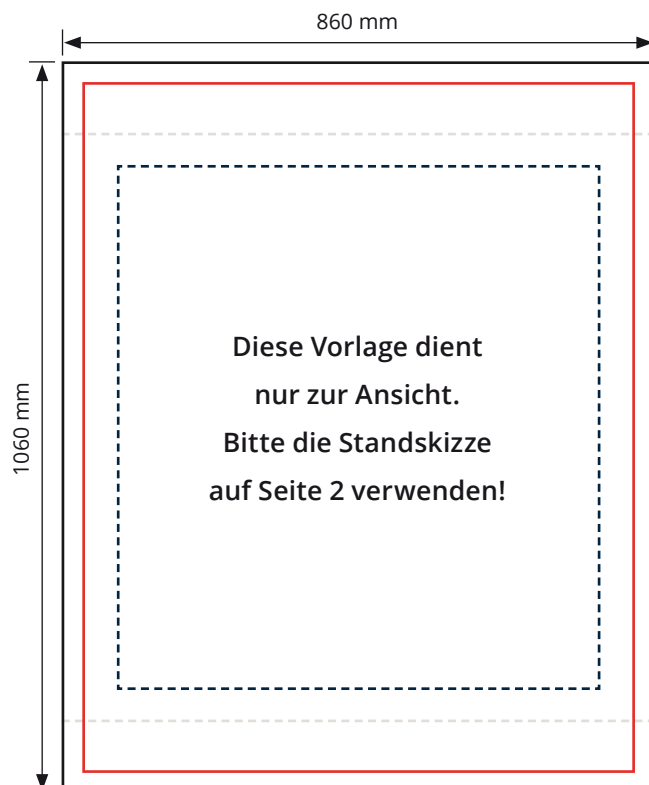 860 mm
1060 mm
Diese Vorlage dient
nur zur Ansicht.
Bitte die Standskizze
auf Seite 2 verwenden!